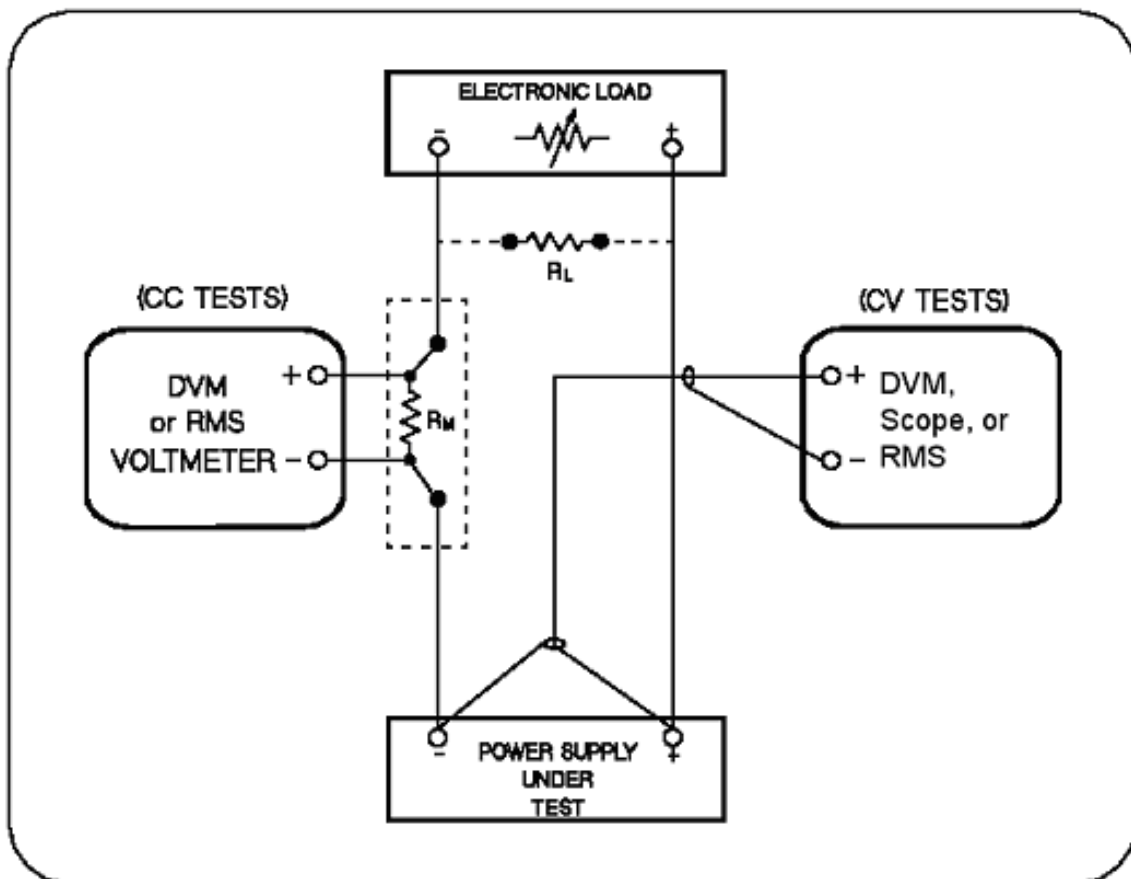 ELECTRONIC LOAD
- +
RL
(CC TESTS)
(CV TESTS)
+
DVM
or RMS
VOLTMETER
-
RM
+
DVM,
Scope, or
RMS
-
- +
POWER SUPPLY
UNDER
TEST